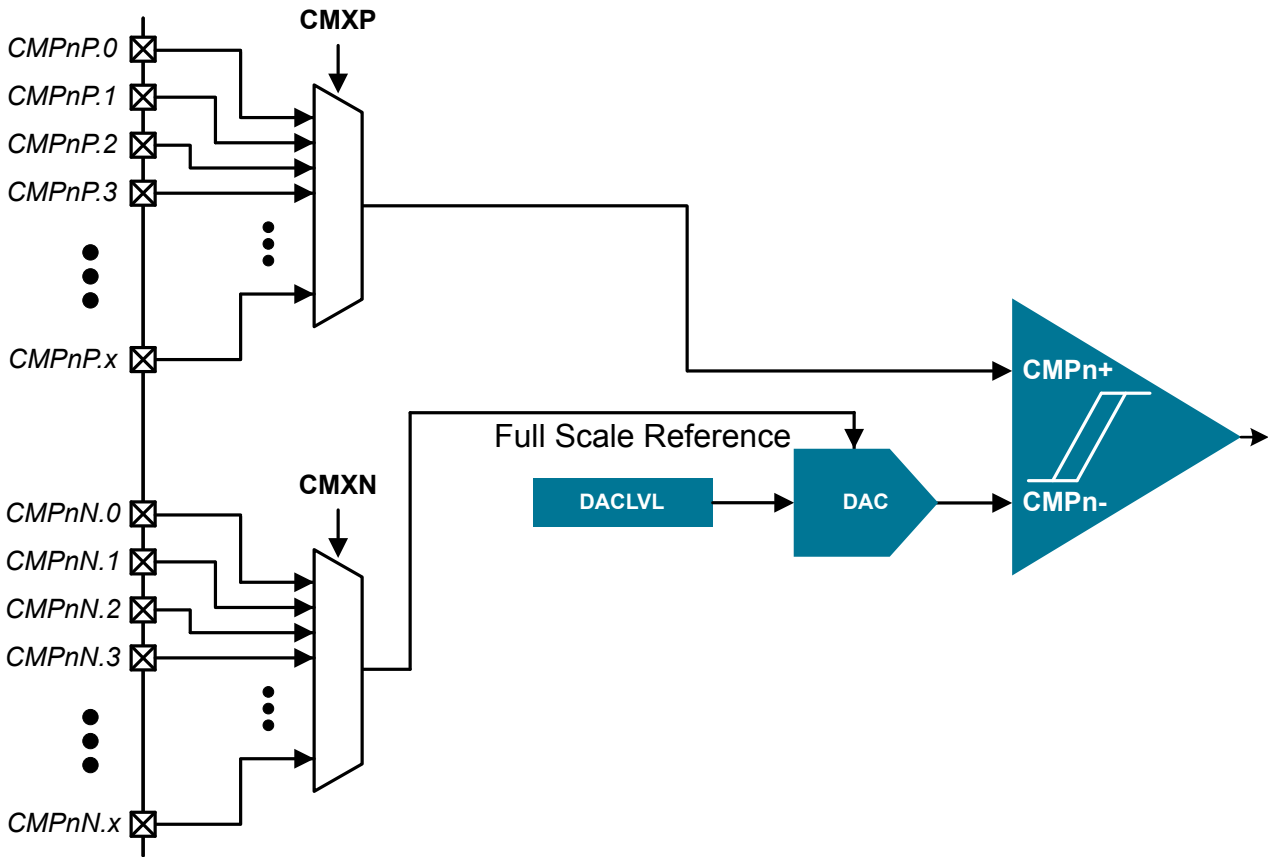 CMXP
CMPnP.0
CMPnP.1
CMPnP.2
CMPnP.3
CMPnP.x
CMPn+
Full Scale Reference
CMXN
DACLVL
DAC
CMPn-
CMPnN.0
CMPnN.1
CMPnN.2
CMPnN.3
CMPnN.x